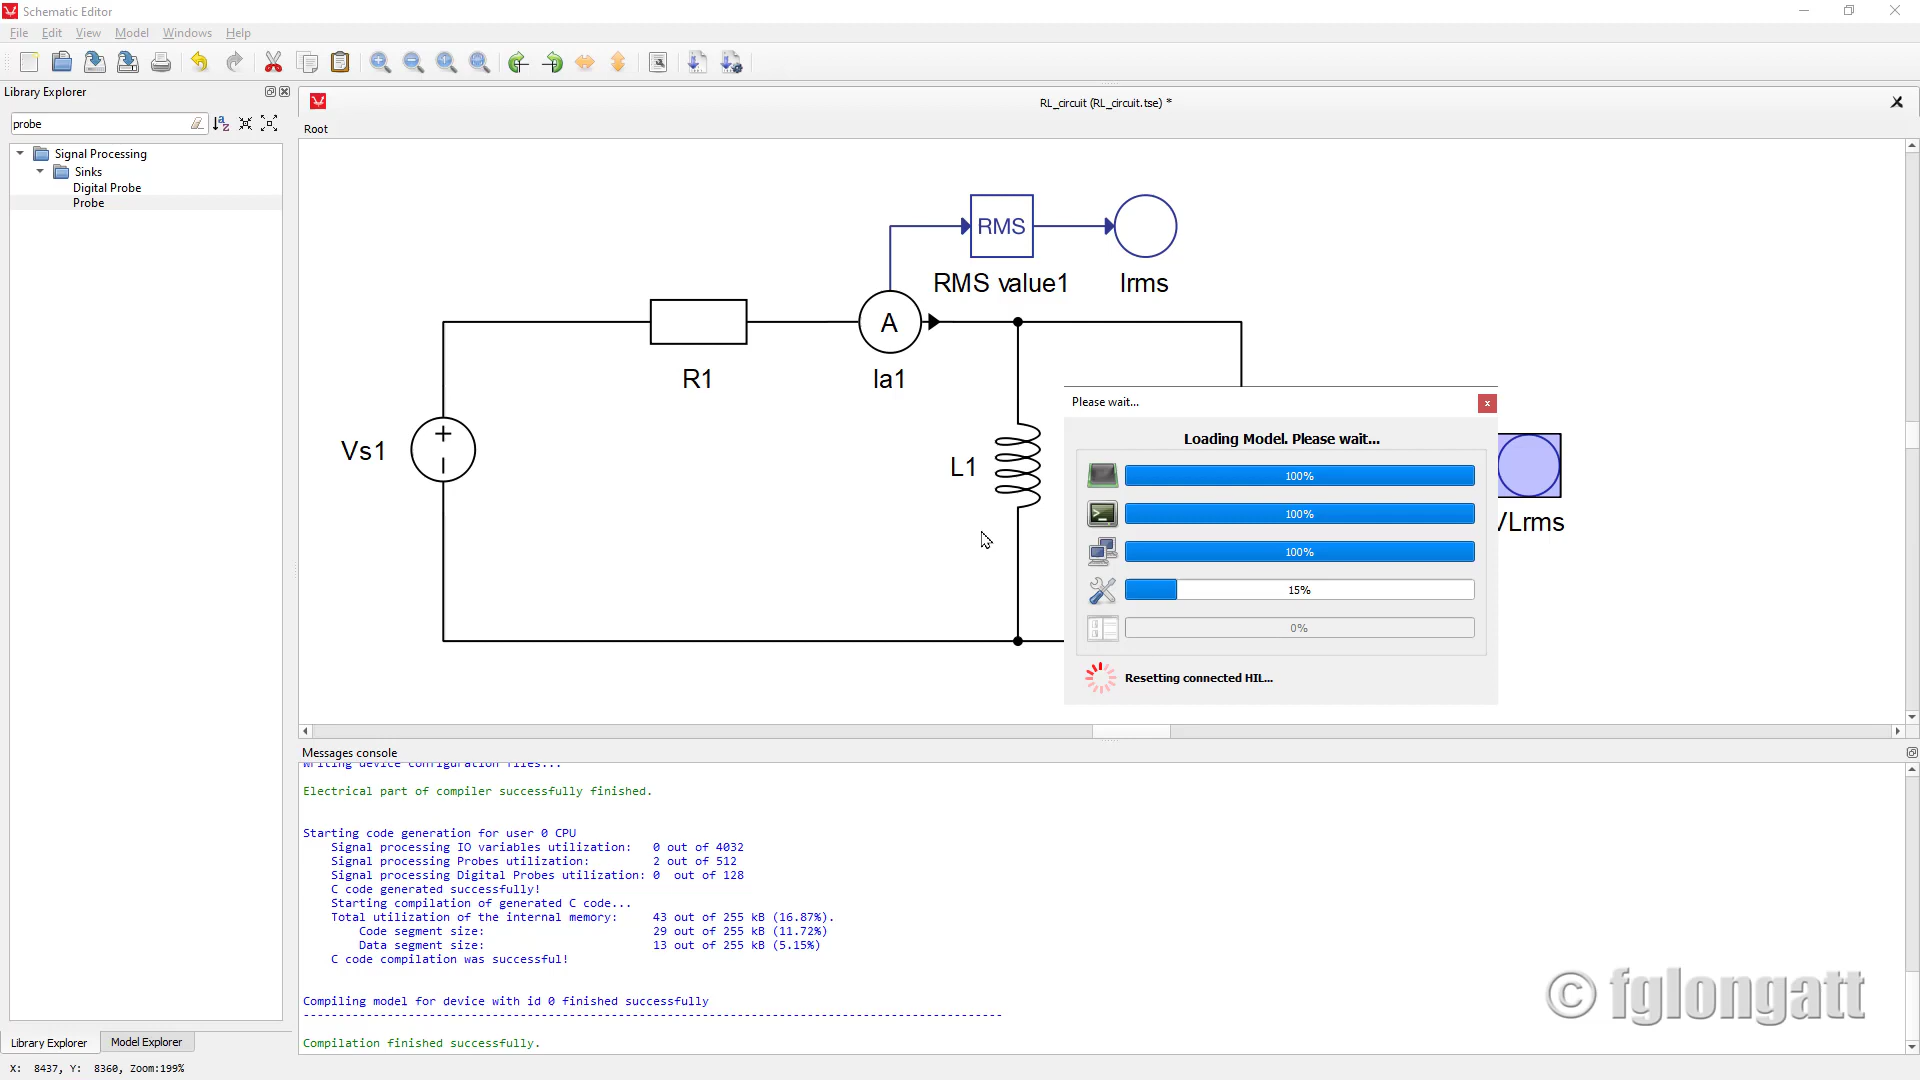 Schematic Editor
File Edit View Model Windows Help
Library Explorer
probe
Signal Processing
Sinks
Digital Probe
Probe
RL_circuit (RL_circuit.tse) *
Root
RMS
RMS value1
Irms
A
R1
Ia1
Vs1
L1
VLrms
Please wait...
Loading Model. Please wait...
100%
100%
100%
15%
0%
Resetting connected HIL...
Messages console
Writing device configuration files...
Electrical part of compiler successfully finished.
Starting code generation for user 0 CPU
Signal processing IO variables utilization: 0 out of 4032
Signal processing Probes utilization: 2 out of 512
Signal processing Digital Probes utilization: 0 out of 128
C code generated successfully!
Starting compilation of generated C code...
Total utilization of the internal memory: 43 out of 255 kB (16.87%).
Code segment size: 29 out of 255 kB (11.72%)
Data segment size: 13 out of 255 kB (5.15%)
C code compilation was successful!
Compiling model for device with id 0 finished successfully
--------------------------------------------------------------------------------
Compilation finished successfully.
Library Explorer Model Explorer
X: 8437, Y: 8360, Zoom:199%
© fglongatt